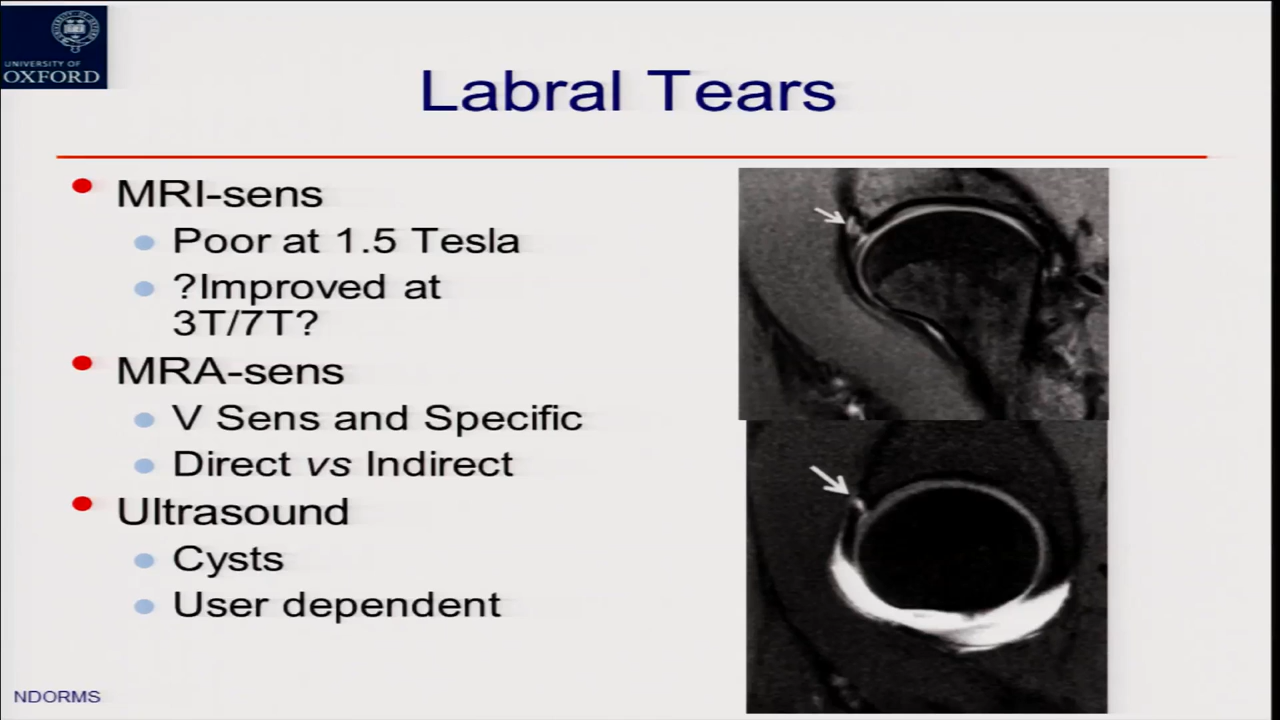 UNIVERSITY OF
OXFORD
Labral Tears
MRI-sens
Poor at 1.5 Tesla
?Improved at
3T/7T?
MRA-sens
V Sens and Specific
Direct vs Indirect
Ultrasound
Cysts
User dependent
NDORMS